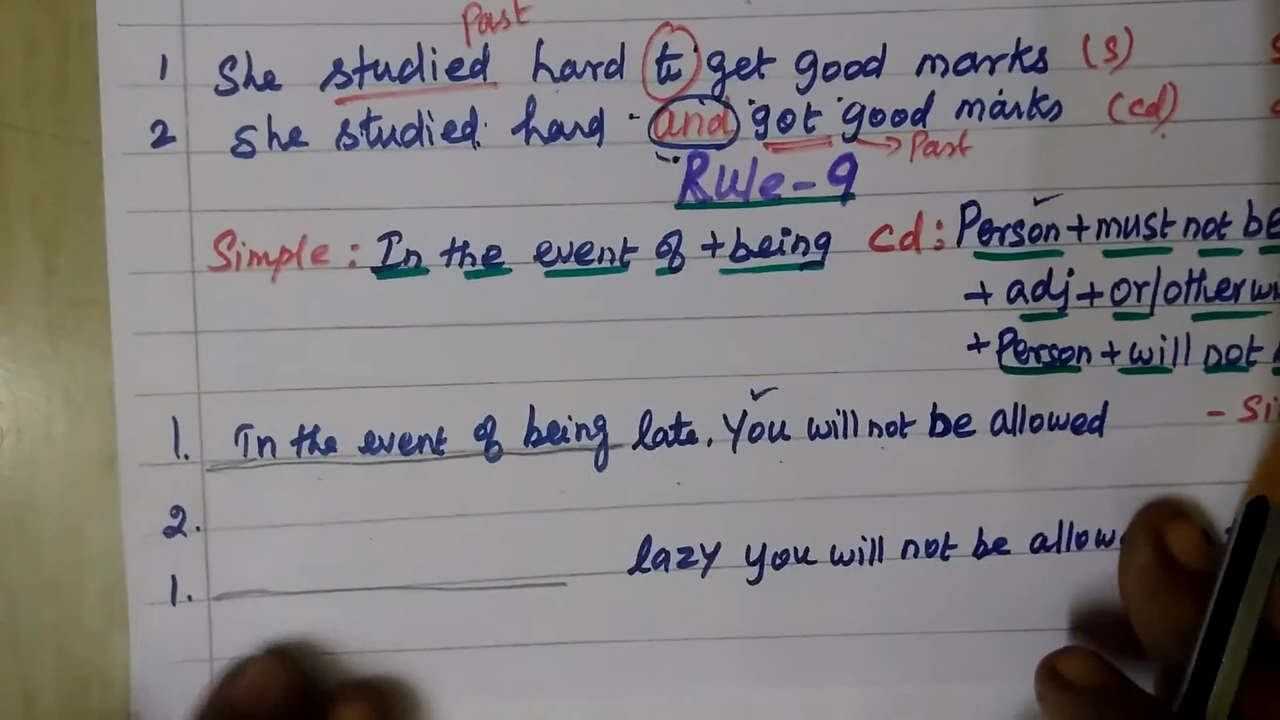 Past
1 She studied hard to get good marks (s)
2 She studied hard and got good marks (cd)
Past
Rule-9
Simple: In the event of + being cd: Person + must not be
+ adj + or/otherw
+ Person + will not
1. In the event of being late, You will not be allowed - Si
2.
lazy you will not be allow
1.